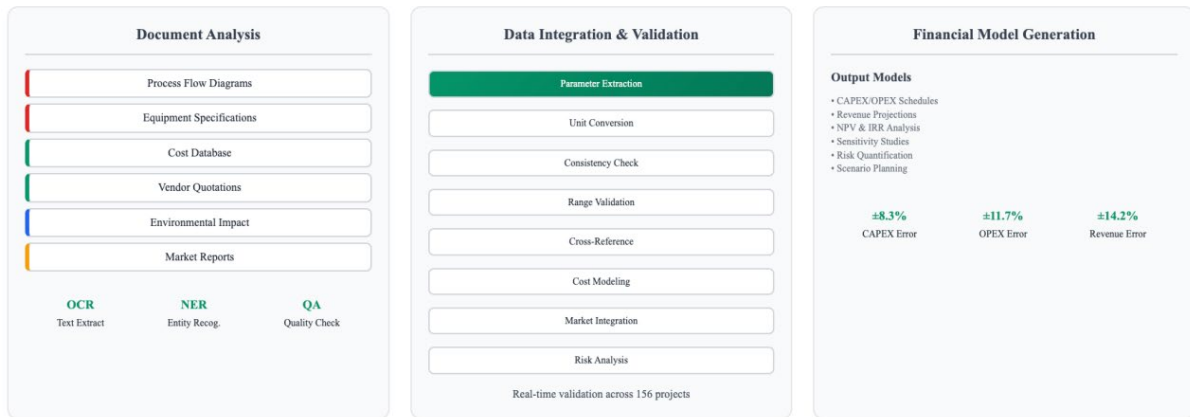 Document Analysis
Process Flow Diagrams
Equipment Specifications
Cost Database
Vendor Quotations
Environmental Impact
Market Reports
OCR
Text Extract
NER
Entity Recog.
QA
Quality Check
Data Integration & Validation
Parameter Extraction
Unit Conversion
Consistency Check
Range Validation
Cross-Reference
Cost Modeling
Market Integration
Risk Analysis
Real-time validation across 156 projects
Financial Model Generation
Output Models
• CAPEX/OPEX Schedules
• Revenue Projections
• NPV & IRR Analysis
• Sensitivity Studies
• Risk Quantification
• Scenario Planning
±8.3%
CAPEX Error
±11.7%
OPEX Error
±14.2%
Revenue Error